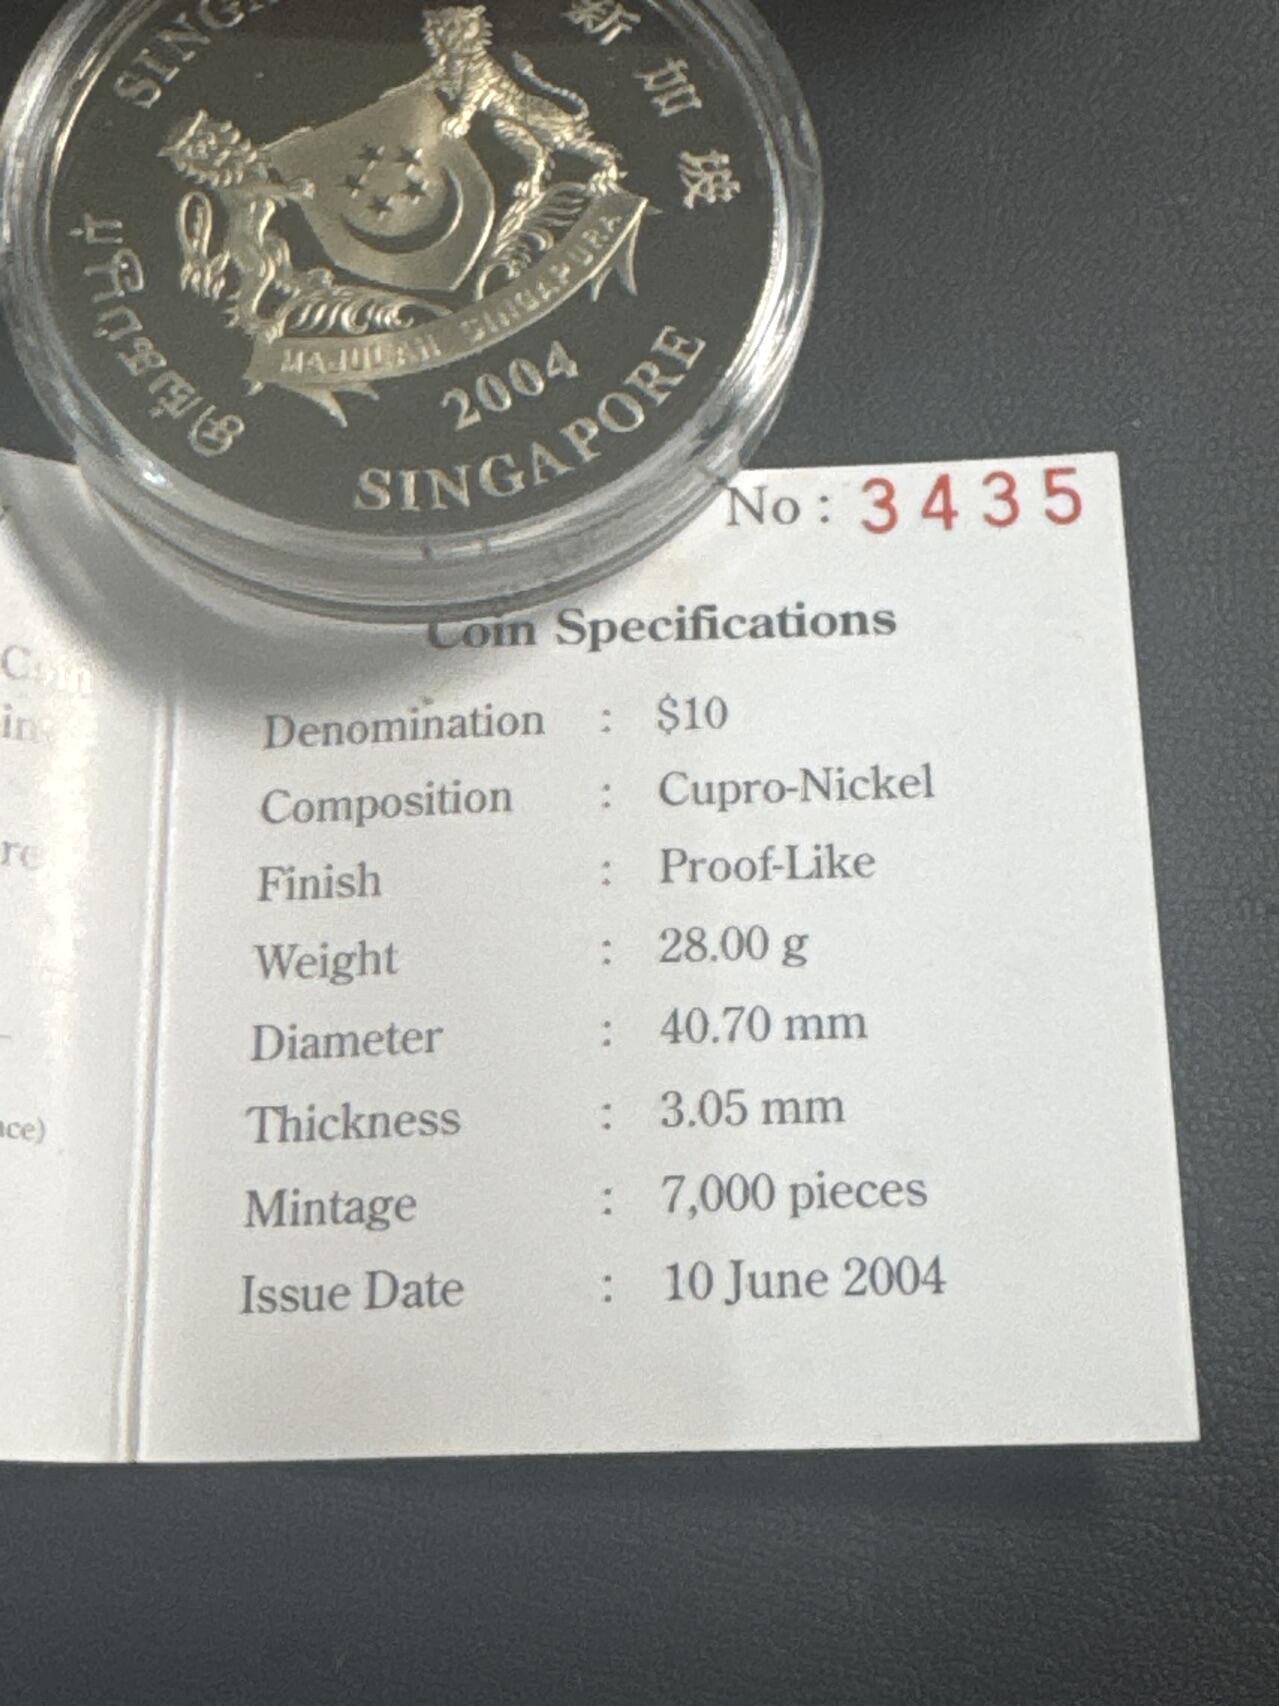 新加坡
சிங்கப்பூர்
MAJULAH SINGAPURA
2004
SINGAPORE
No : 3435
Coin Specifications
Denomination : $10
Composition : Cupro-Nickel
Finish : Proof-Like
Weight : 28.00 g
Diameter : 40.70 mm
Thickness : 3.05 mm
Mintage : 7,000 pieces
Issue Date : 10 June 2004